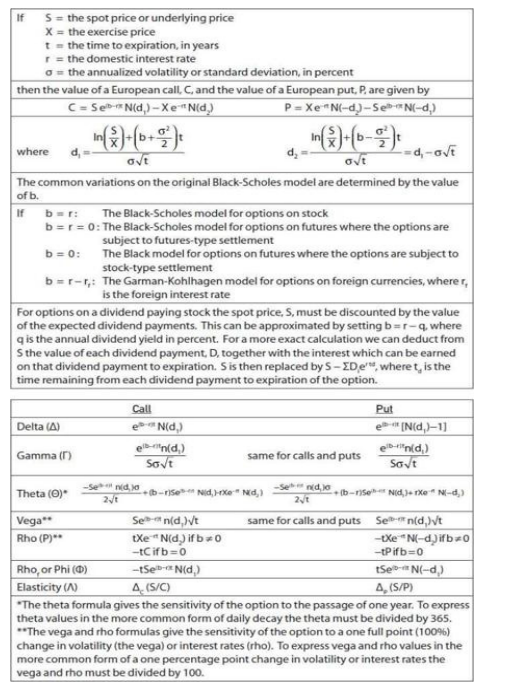 If S = the spot price or underlying price
X = the exercise price
t = the time to expiration, in years
r = the domestic interest rate
σ = the annualized volatility or standard deviation, in percent
then the value of a European call, C, and the value of a European put, P, are given by
C = Se^(b–r)t N(d₁) – Xe^–rt N(d₂) P = Xe^–rt N(–d₂) – Se^(b–r)t N(–d₁)
where d₁ = [ln(S/X) + (b + σ²/2)t] / σ√t d₂ = [ln(S/X) + (b – σ²/2)t] / σ√t = d₁ – σ√t
The common variations on the original Black-Scholes model are determined by the value
of b.
If b = r: The Black-Scholes model for options on stock
b = r = 0: The Black-Scholes model for options on futures where the options are
subject to futures-type settlement
b = 0: The Black model for options on futures where the options are subject to
stock-type settlement
b = r – r_f: The Garman-Kohlhagen model for options on foreign currencies, where r_f
is the foreign interest rate
For options on a dividend paying stock the spot price, S, must be discounted by the value
of the expected dividend payments. This can be approximated by setting b = r – q, where
q is the annual dividend yield in percent. For a more exact calculation we can deduct from
S the value of each dividend payment, D, together with the interest which can be earned
on that dividend payment to expiration. S is then replaced by S – ΣD, where t is the
time remaining from each dividend payment to expiration of the option.
Call Put
Delta (Δ) e^(b–r)t N(d₁) e^(b–r)t [N(d₁)–1]
Gamma (Γ) e^(b–r)t n(d₁) / Sσ√t same for calls and puts e^(b–r)t n(d₁) / Sσ√t
Theta (Θ)* –Se^(b–r)t n(d₁)σ / 2√t +(b–r)Se^(b–r)t N(d₁)–rXe^–rt N(d₂) –Se^(b–r)t n(d₁)σ / 2√t +(b–r)Se^(b–r)t N(d₁)+rXe^–rt N(–d₂)
Vega** Se^(b–r)t n(d₁)√t same for calls and puts Se^(b–r)t n(d₁)√t
Rho (P)** tXe^–rt N(d₂) if b ≠ 0 –tXe^–rt N(–d₂) if b ≠ 0
–tC if b = 0 –tP if b = 0
Rho_f or Phi (Φ) –tSe^(b–r)t N(d₁) tSe^(b–r)t N(–d₁)
Elasticity (Λ) Δ_C (S/C) Δ_P (S/P)
*The theta formula gives the sensitivity of the option to the passage of one year. To express
theta values in the more common form of daily decay the theta must be divided by 365.
**The vega and rho formulas give the sensitivity of the option to a one full point (100%)
change in volatility (the vega) or interest rates (rho). To express vega and rho values in the
more common form of a one percentage point change in volatility or interest rates the
vega and rho must be divided by 100.